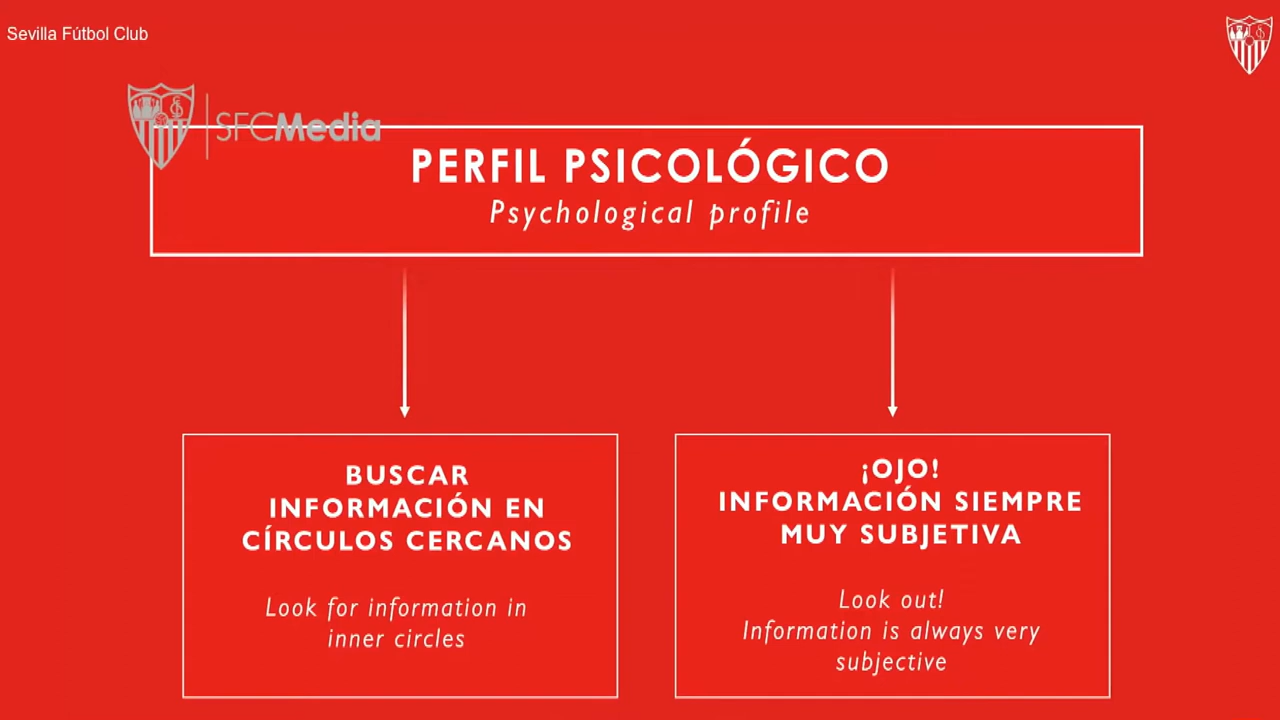 Sevilla Fútbol Club
SFCMedia
PERFIL PSICOLÓGICO
Psychological profile
BUSCAR
INFORMACIÓN EN
CÍRCULOS CERCANOS
Look for information in
inner circles
¡OJO!
INFORMACIÓN SIEMPRE
MUY SUBJETIVA
Look out!
Information is always very
subjective